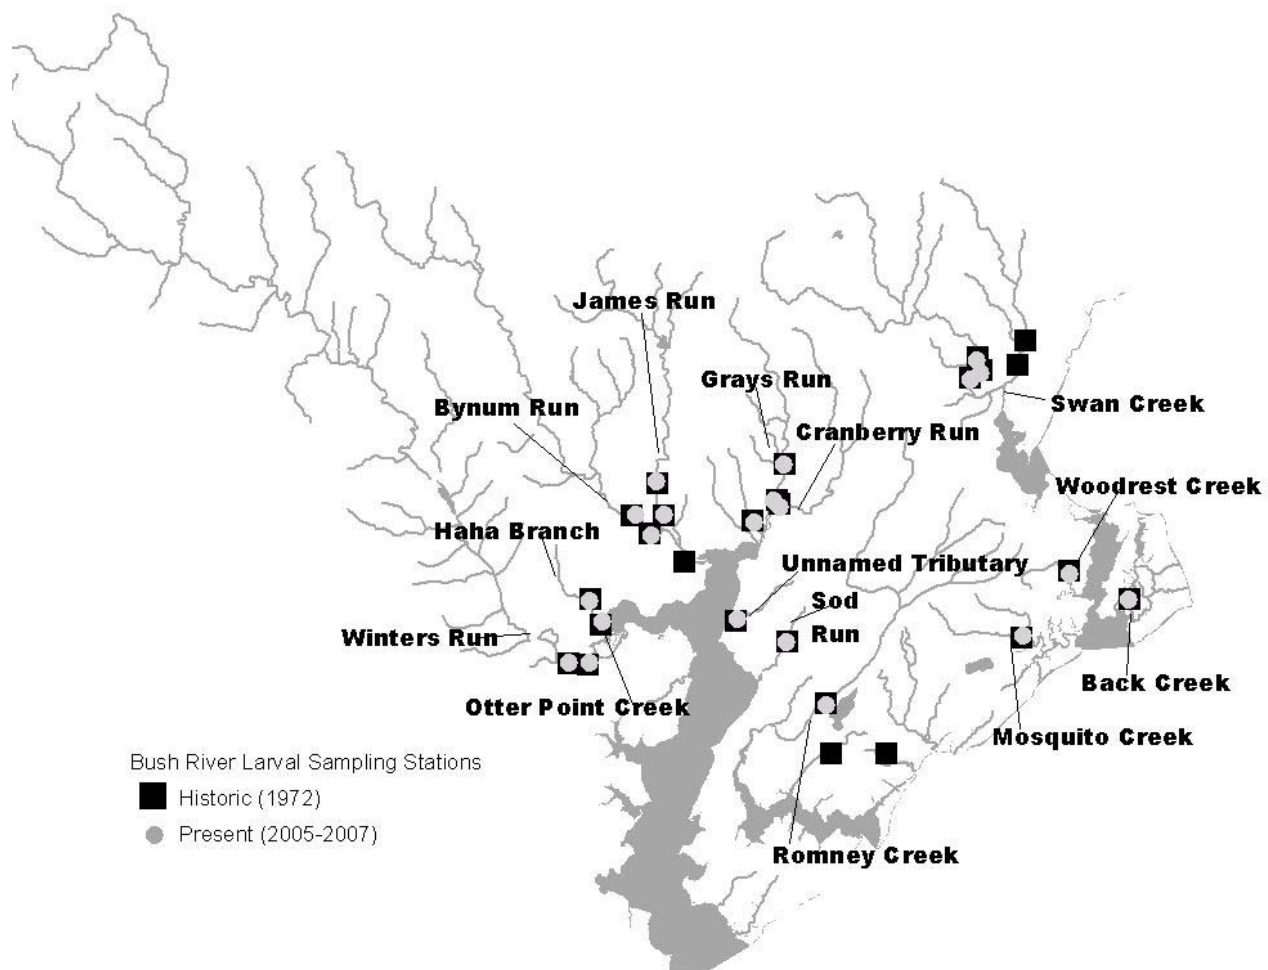 James Run
Grays Run
Bynum Run
Cranberry Run
Swan Creek
Woodrest Creek
Haha Branch
Unnamed Tributary
Sod
Run
Winters Run
Back Creek
Otter Point Creek
Mosquito Creek
Bush River Larval Sampling Stations
Historic (1972)
Present (2005-2007)
Romney Creek